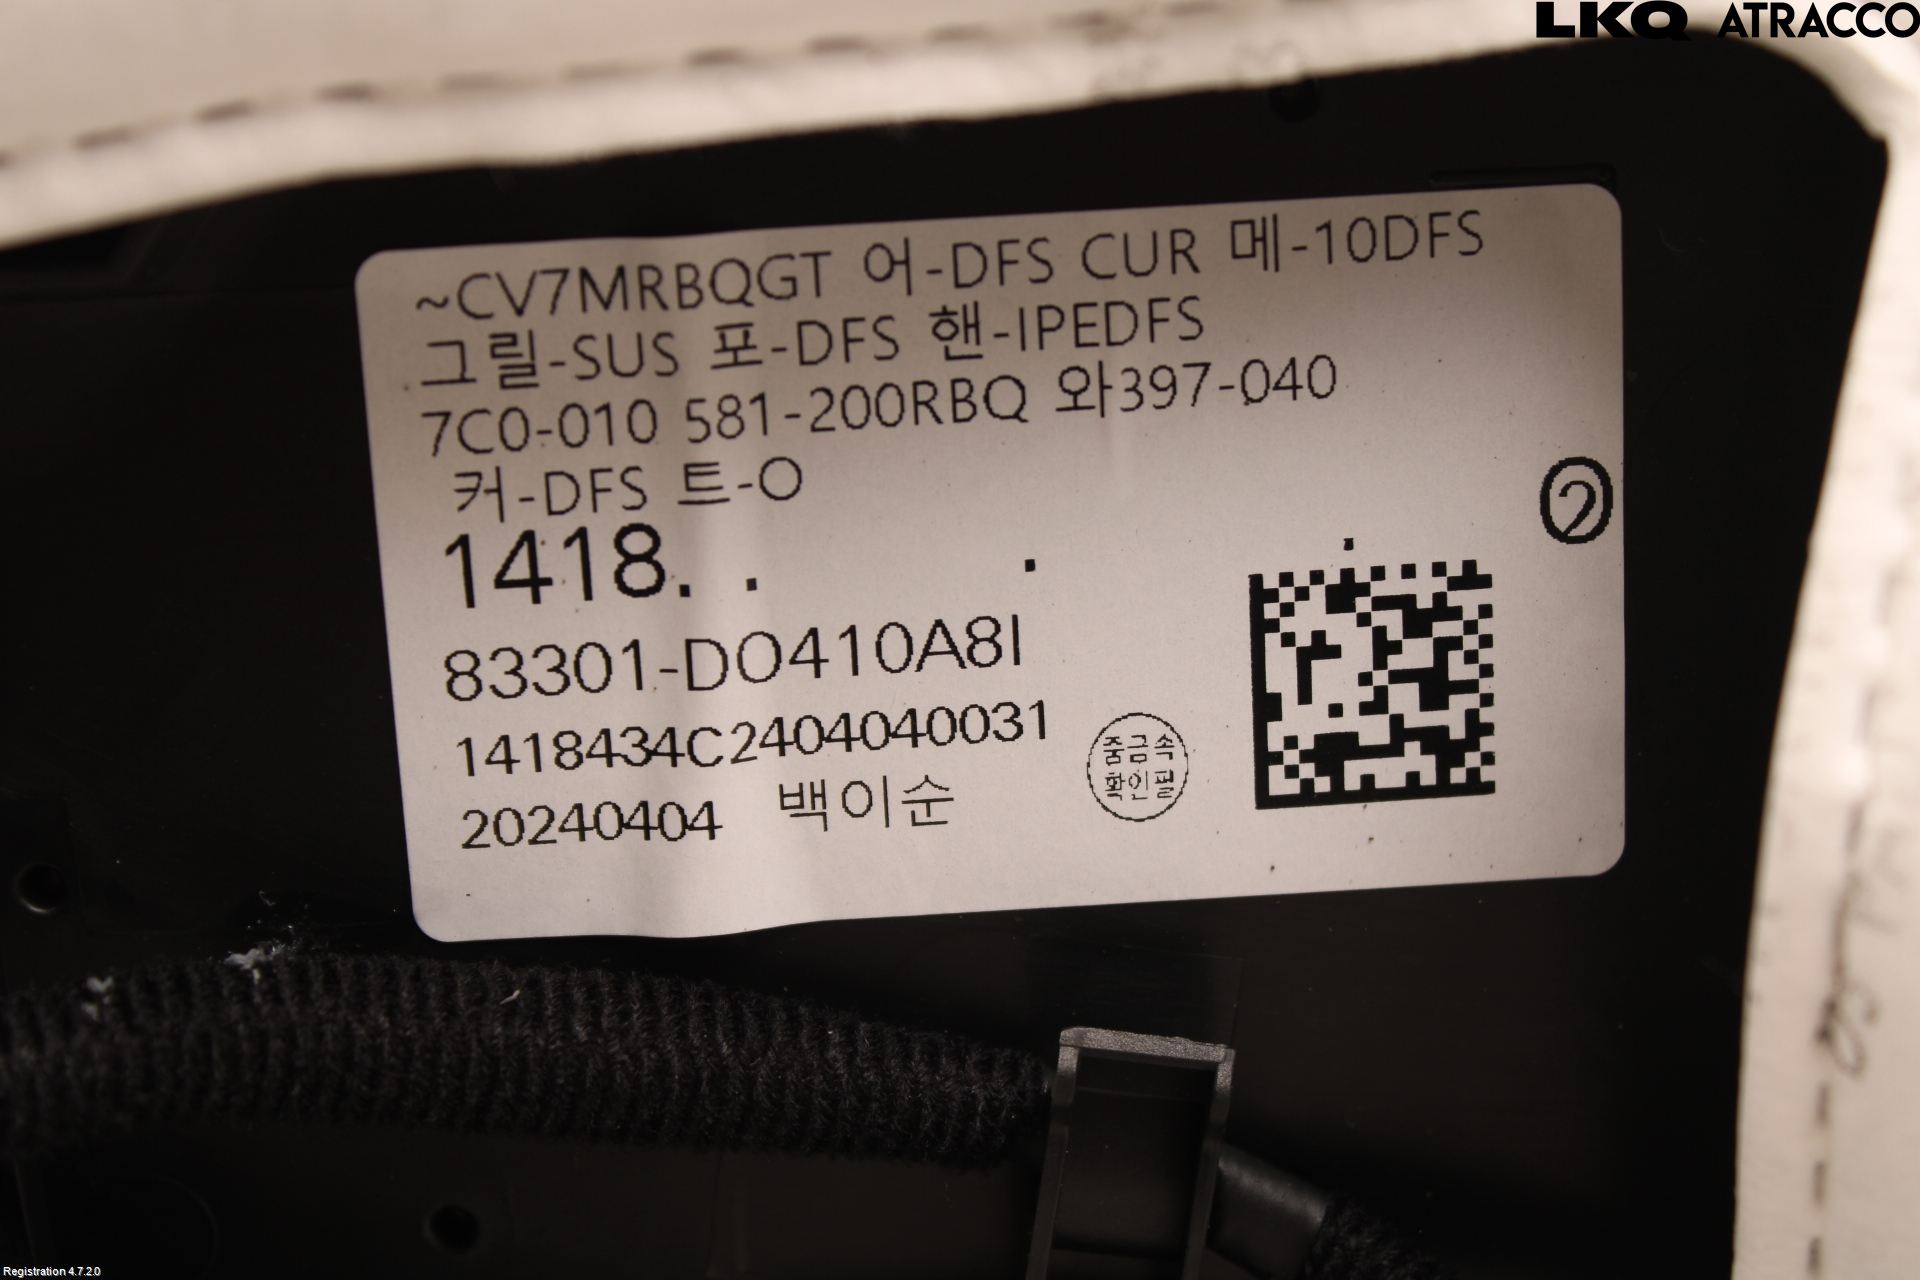 LKQ ATRACCO
~CV7MRBQGT 어-DFS CUR 메-10DFS
그릴-SUS 포-DFS 핸-IPEDFS
7C0-010 581-200RBQ 와397-040
커-DFS 트-O
②
1418. . .
83301-DO410A8I
1418434C2404040031
중금속
확인필
20240404 백이순
Registration 4.7.2.0